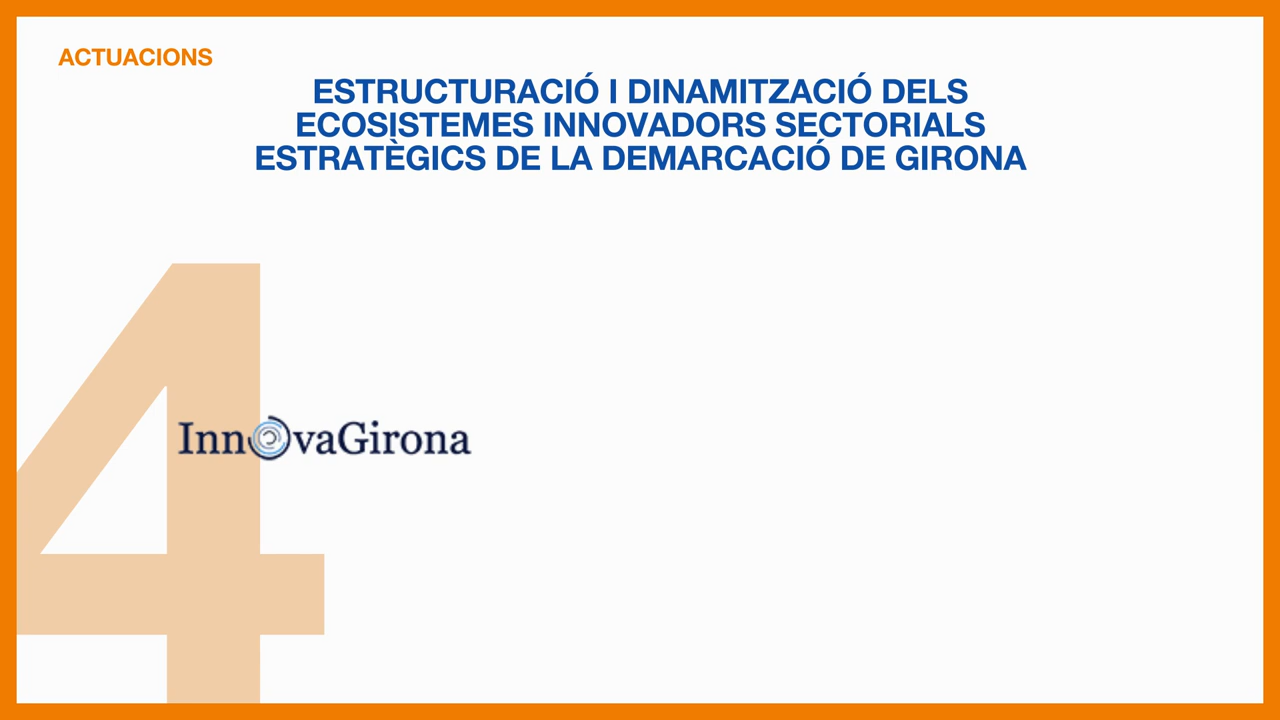 ACTUACIONS
ESTRUCTURACIÓ I DINAMITZACIÓ DELS
ECOSISTEMES INNOVADORS SECTORIALS
ESTRATÈGICS DE LA DEMARCACIÓ DE GIRONA
4
InnovaGirona